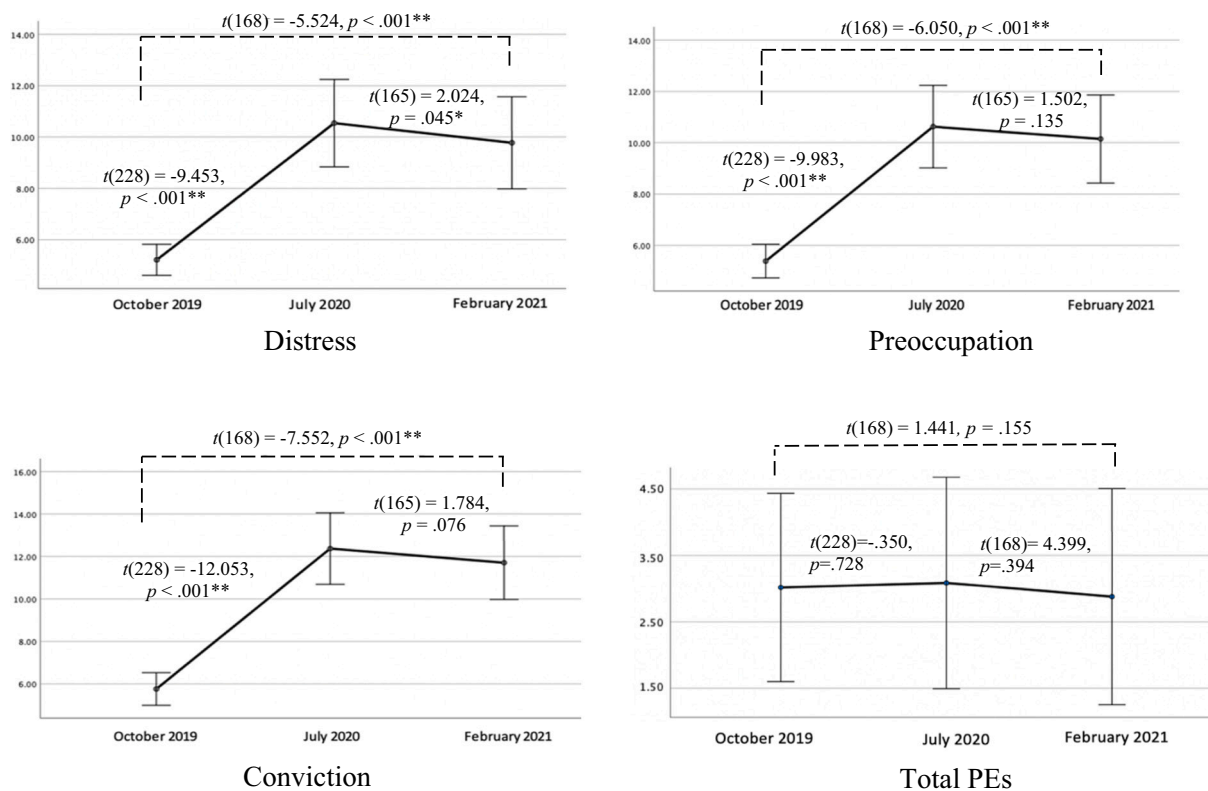 t(168) = -5.524, p < .001**
14.00
12.00
10.00
8.00
6.00
t(165) = 2.024,
p = .045*
t(228) = -9.453,
p < .001**
October 2019 July 2020 February 2021
Distress
t(168) = -6.050, p < .001**
14.00
12.00
10.00
8.00
6.00
t(165) = 1.502,
p = .135
t(228) = -9.983,
p < .001**
October 2019 July 2020 February 2021
Preoccupation
t(168) = -7.552, p < .001**
16.00
14.00
12.00
10.00
8.00
6.00
t(165) = 1.784,
p = .076
t(228) = -12.053,
p < .001**
October 2019 July 2020 February 2021
Conviction
t(168) = 1.441, p = .155
4.50
3.50
2.50
1.50
t(228)=-.350,
p=.728
t(168)= 4.399,
p=.394
October 2019 July 2020 February 2021
Total PEs